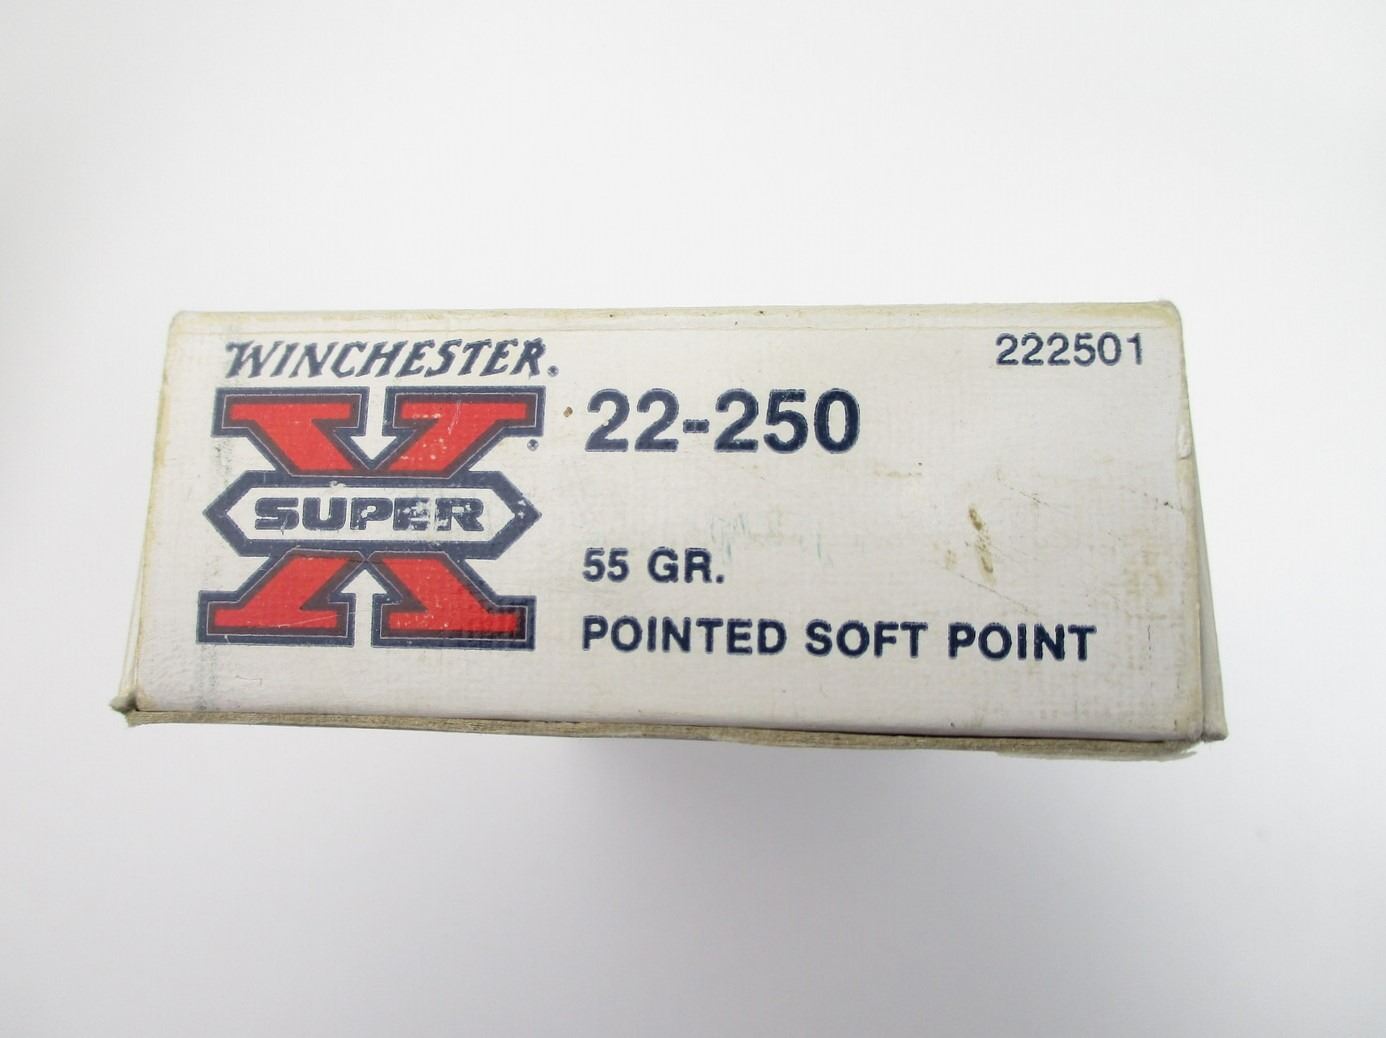 WINCHESTER®
X
SUPER
®
222501
22-250
55 GR.
POINTED SOFT POINT